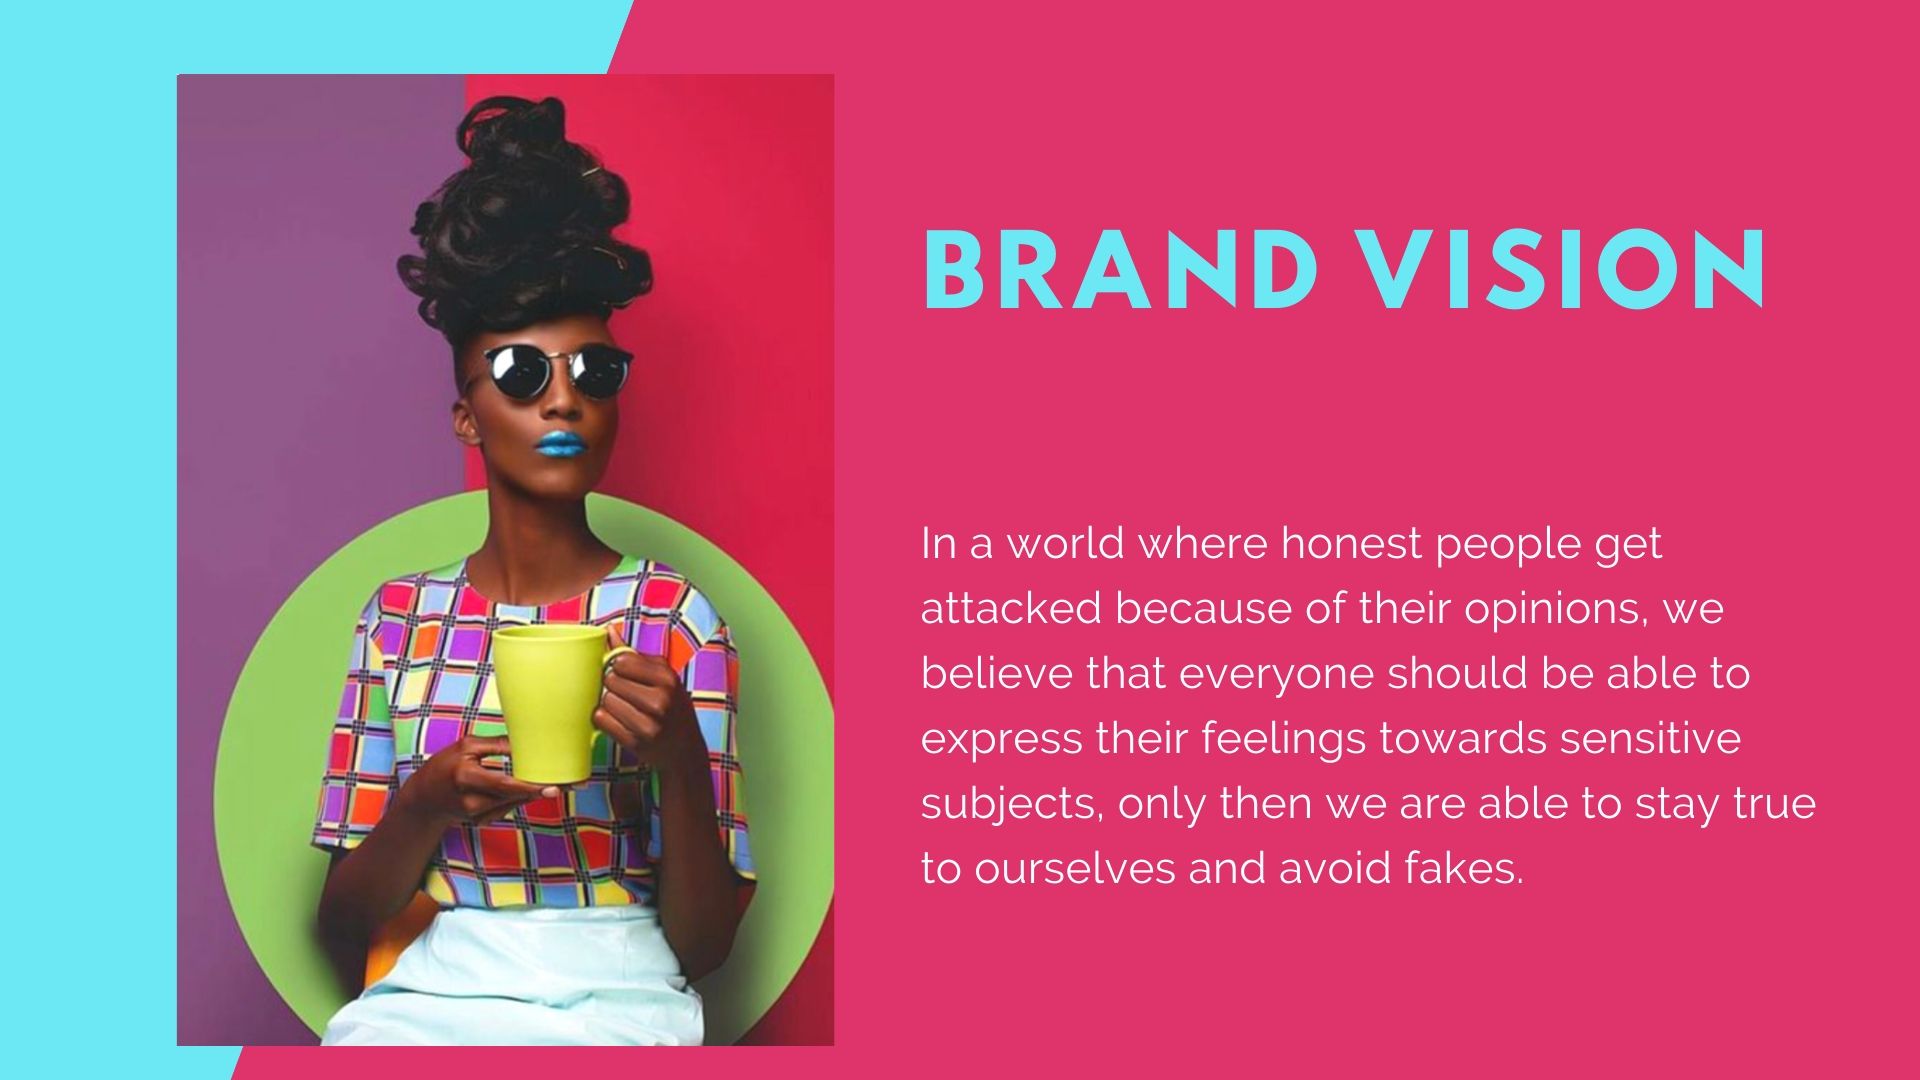 BRAND VISION
In a world where honest people get
attacked because of their opinions, we
believe that everyone should be able to
express their feelings towards sensitive
subjects, only then we are able to stay true
to ourselves and avoid fakes.